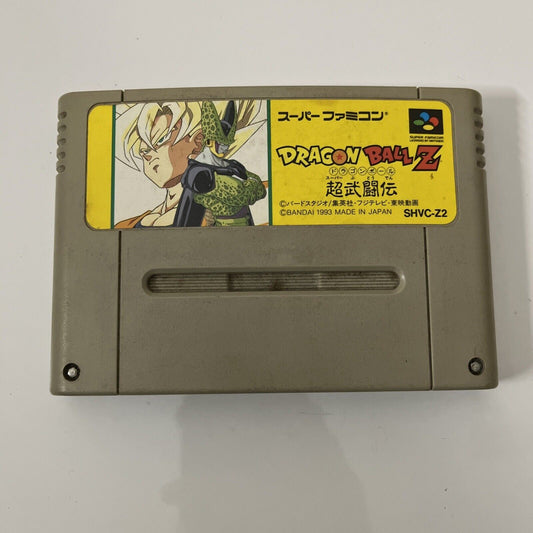 スーパーファミコン®
SUPER FAMICOM
DRAGON BALL Z
ドラゴンボール
スーパー ぶ とう でん
超武闘伝
©バードスタジオ/集英社・フジテレビ・東映動画
©BANDAI 1993 MADE IN JAPAN
SHVC-Z2